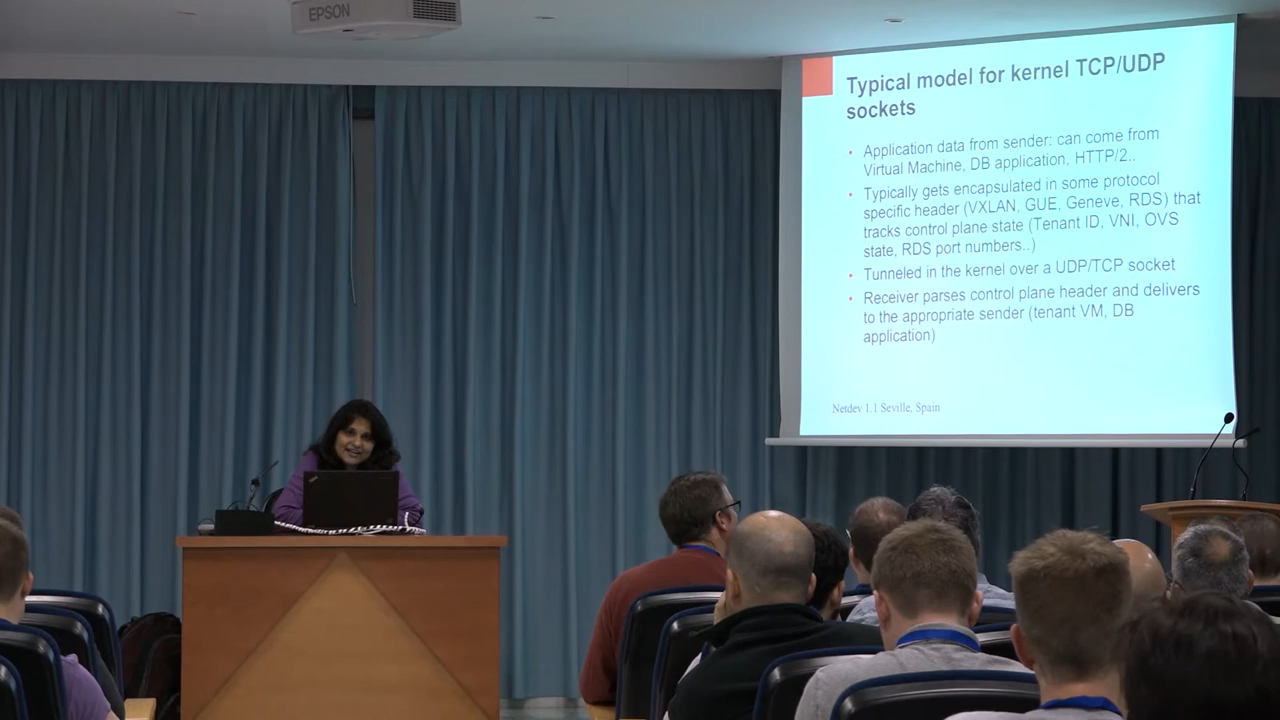 EPSON
Typical model for kernel TCP/UDP
sockets
• Application data from sender: can come from
Virtual Machine, DB application, HTTP/2..
• Typically gets encapsulated in some protocol
specific header (VXLAN, GUE, Geneve, RDS) that
tracks control plane state (Tenant ID, VNI, OVS
state, RDS port numbers..)
• Tunneled in the kernel over a UDP/TCP socket
• Receiver parses control plane header and delivers
to the appropriate sender (tenant VM, DB
application)
Netdev 1.1 Seville, Spain